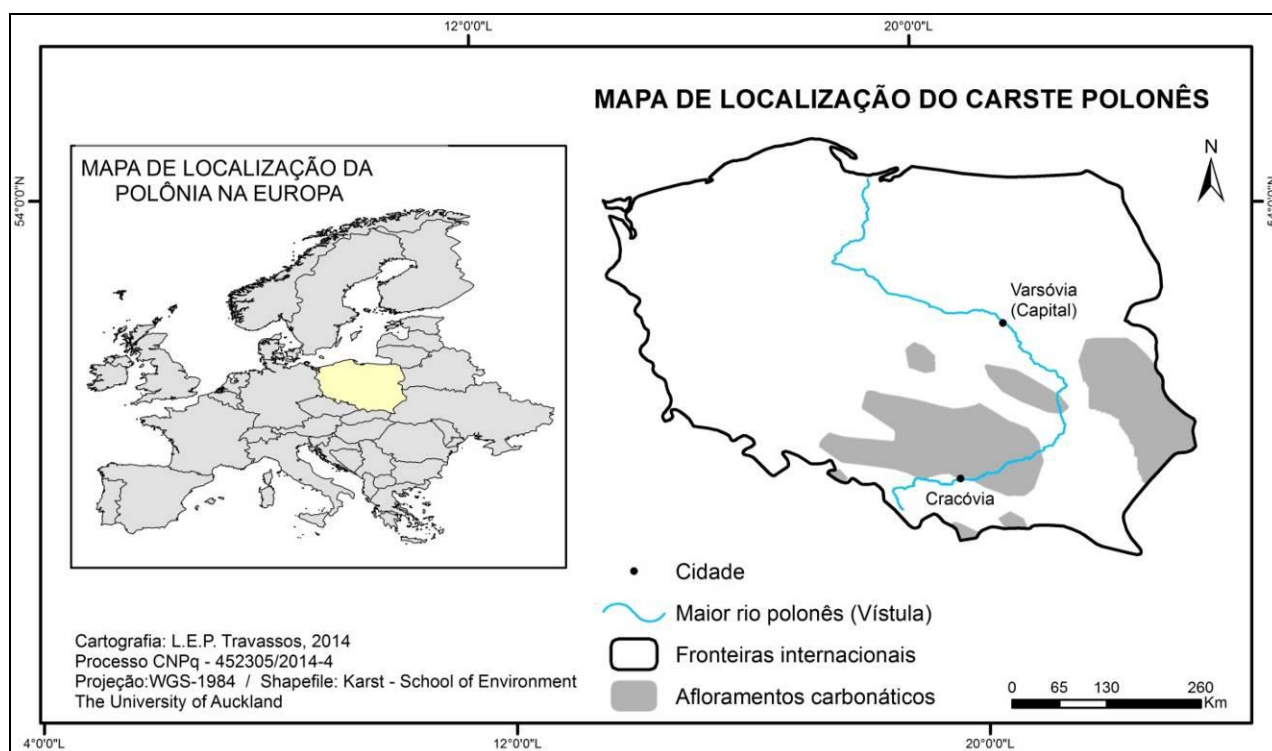 12°0'0"L
20°0'0"L
MAPA DE LOCALIZAÇÃO DO CARSTE POLONÊS
MAPA DE LOCALIZAÇÃO DA
POLÔNIA NA EUROPA
N
54°0'0"N
54°0'0"N
Varsóvia
(Capital)
Cracóvia
Cidade
Maior rio polonês (Vístula)
Fronteiras internacionais
Afloramentos carbonáticos
0 65 130 260
Km
Cartografia: L.E.P. Travassos, 2014
Processo CNPq - 452305/2014-4
Projeção:WGS-1984 / Shapefile: Karst - School of Environment
The University of Auckland
4°0'0"L
12°0'0"L
20°0'0"L